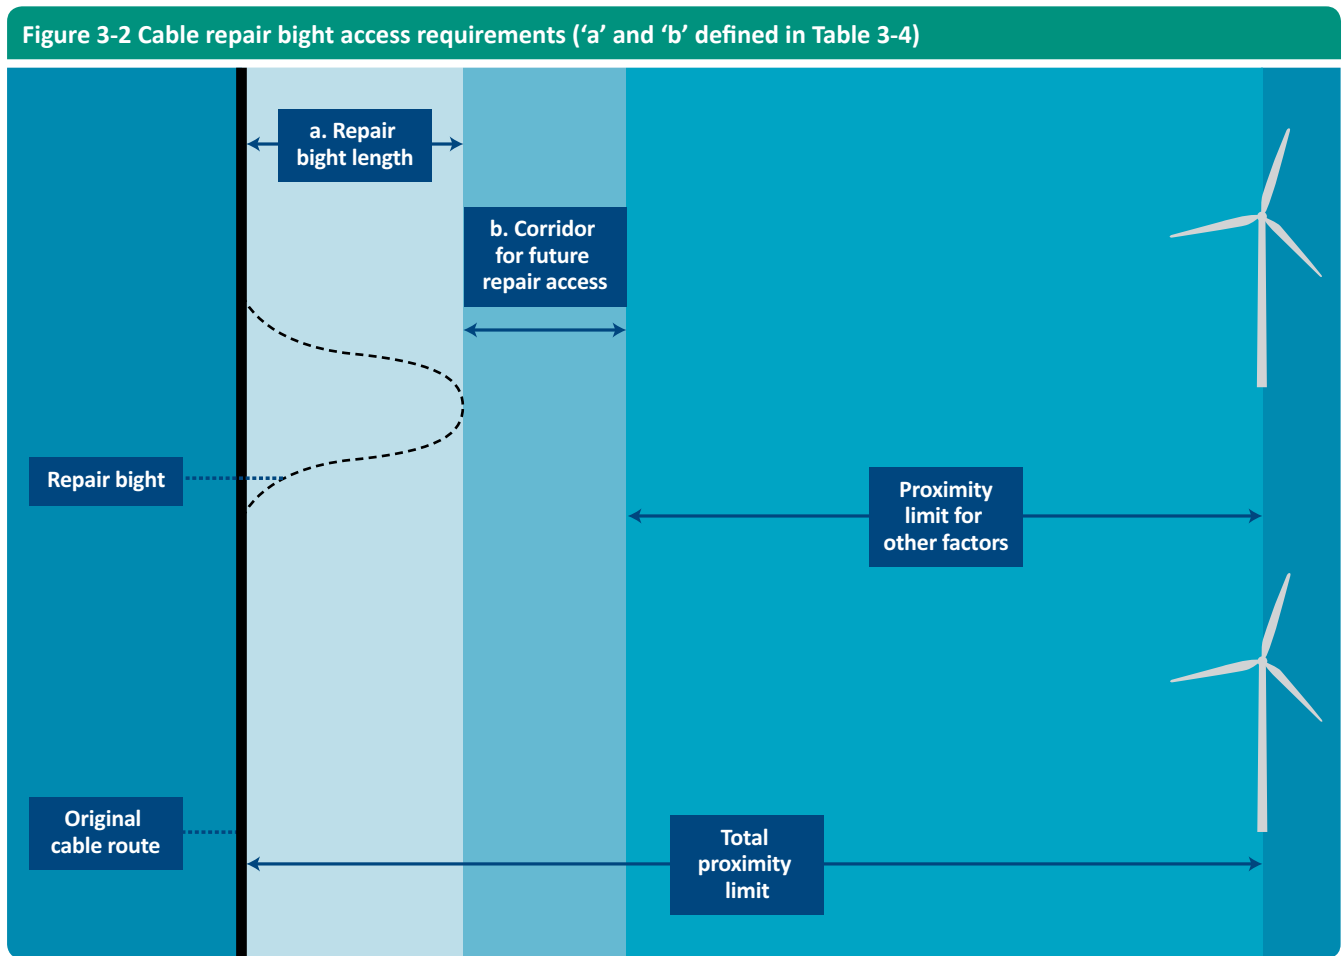 Figure 3-2 Cable repair bight access requirements (‘a’ and ‘b’ defined in Table 3-4)
a. Repair
bight length
b. Corridor
for future
repair access
Repair bight
Proximity
limit for
other factors
Original
cable route
Total
proximity
limit